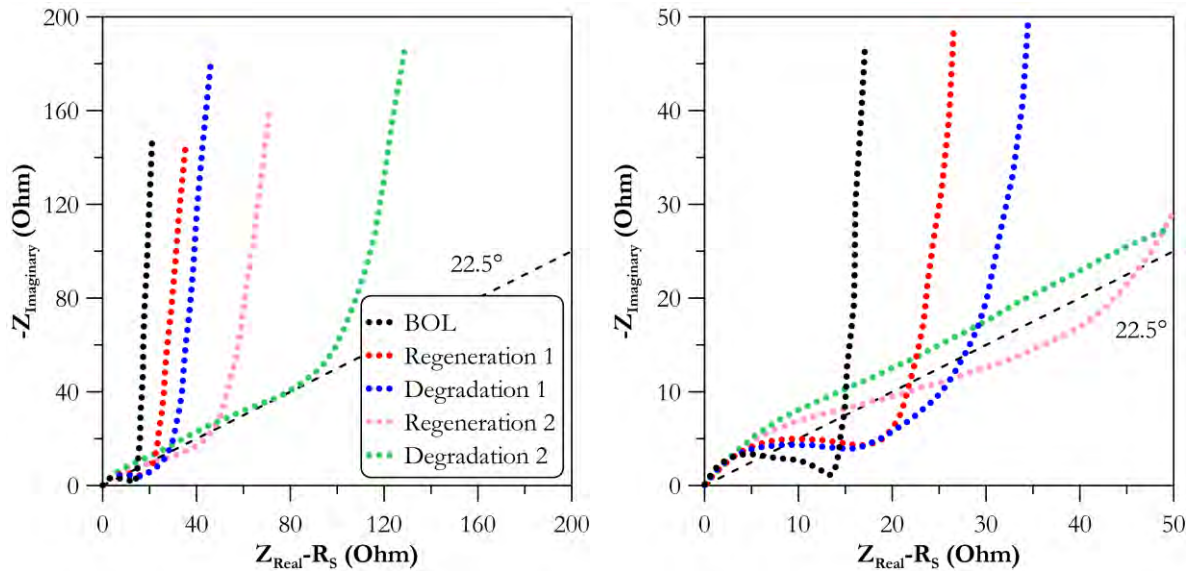 200
160
120
80
40
0
-Z_Imaginary (Ohm)
22.5°
BOL
Regeneration 1
Degradation 1
Regeneration 2
Degradation 2
0 40 80 120 160 200
Z_Real-R_S (Ohm)
50
40
30
20
10
0
-Z_Imaginary (Ohm)
22.5°
0 10 20 30 40 50
Z_Real-R_S (Ohm)